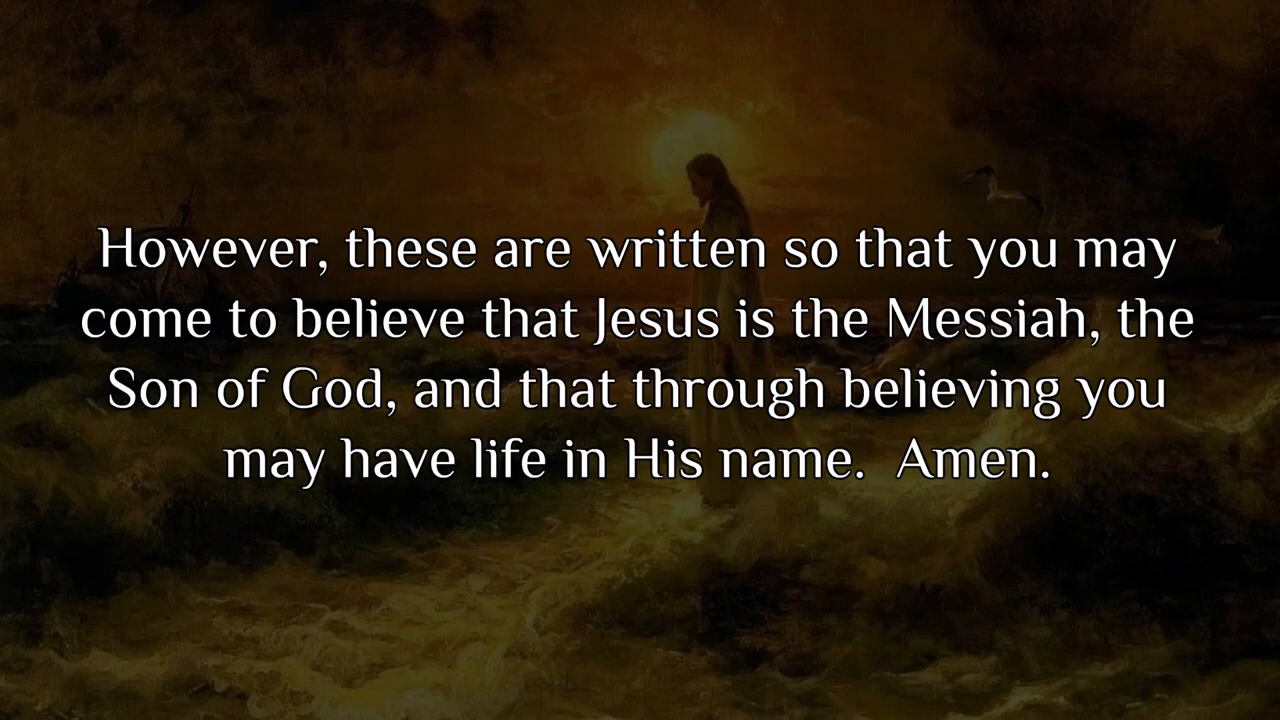 However, these are written so that you may
come to believe that Jesus is the Messiah, the
Son of God, and that through believing you
may have life in His name.  Amen.